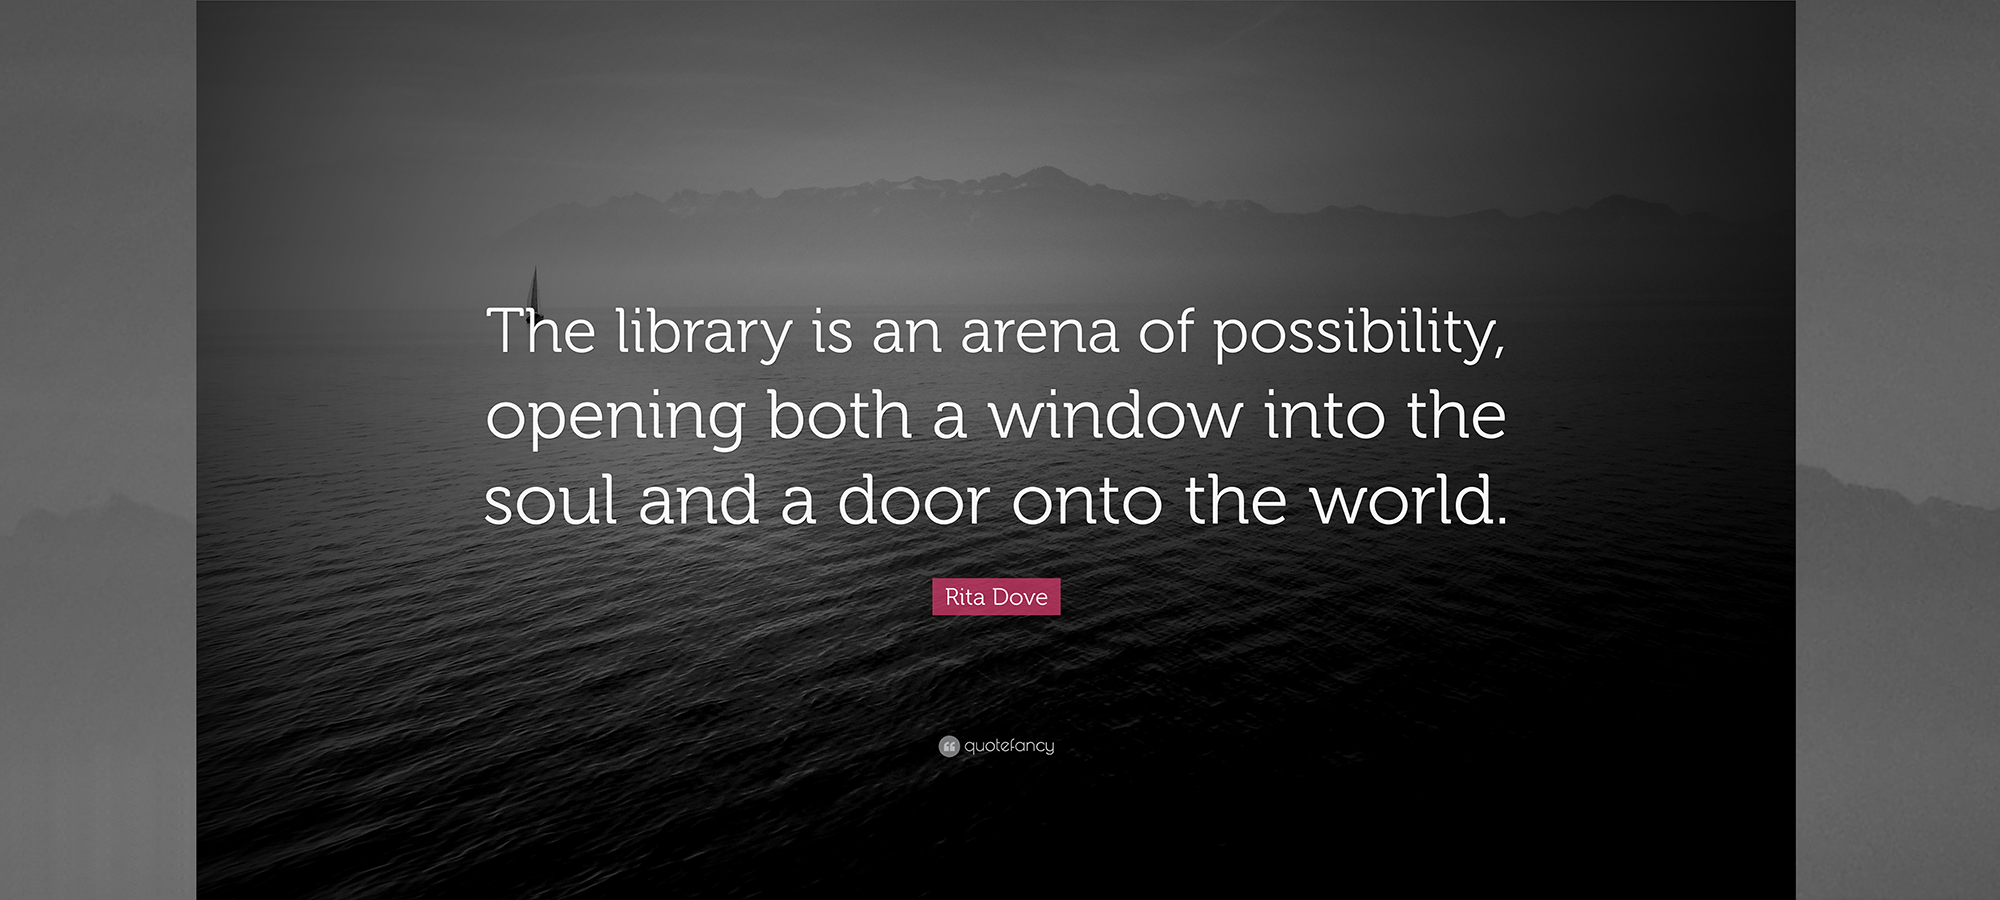 The library is an arena of possibility,
opening both a window into the
soul and a door onto the world.
Rita Dove
quotefancy